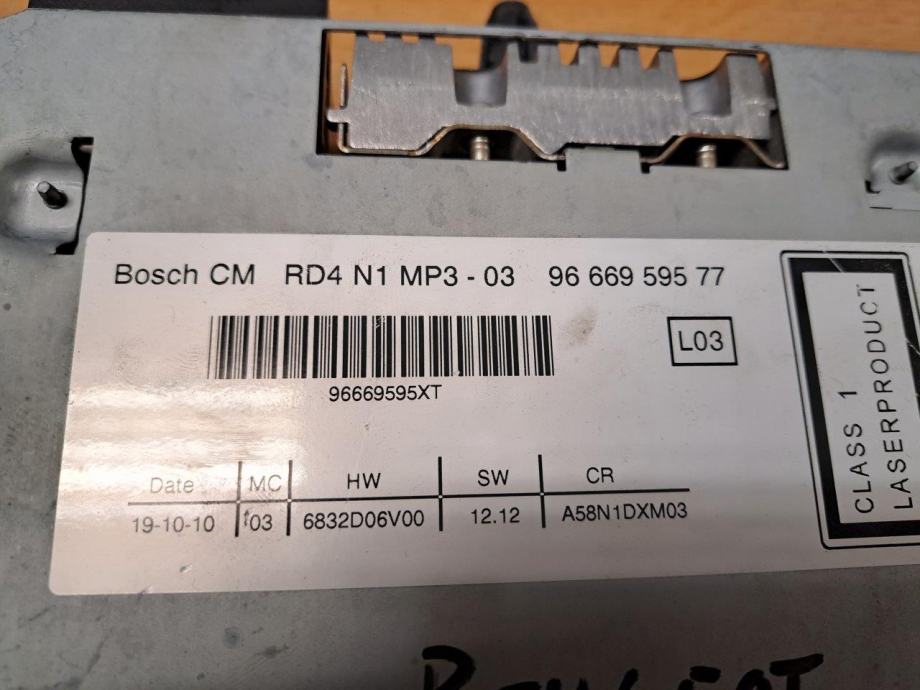 Bosch CM RD4 N1 MP3 - 03 96 669 595 77
L03
96669595XT
Date MC HW SW CR
19-10-10 03 6832D06V00 12.12 A58N1DXM03
CLASS 1
LASERPRODUCT